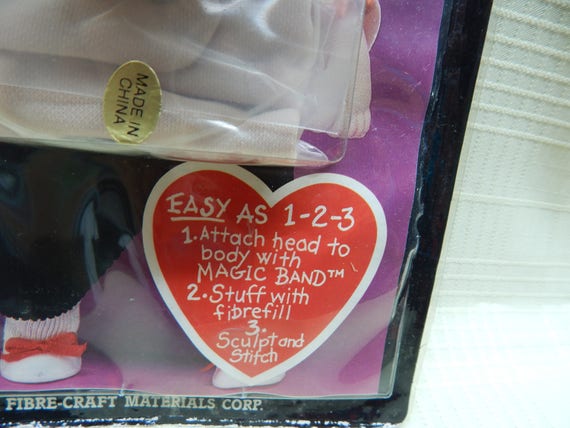 MADE IN
CHINA
EASY AS 1-2-3
1. Attach head to
body with
MAGIC BAND™
2. Stuff with
fibrefill
3.
Sculpt and
Stitch
FIBRE-CRAFT MATERIALS CORP.